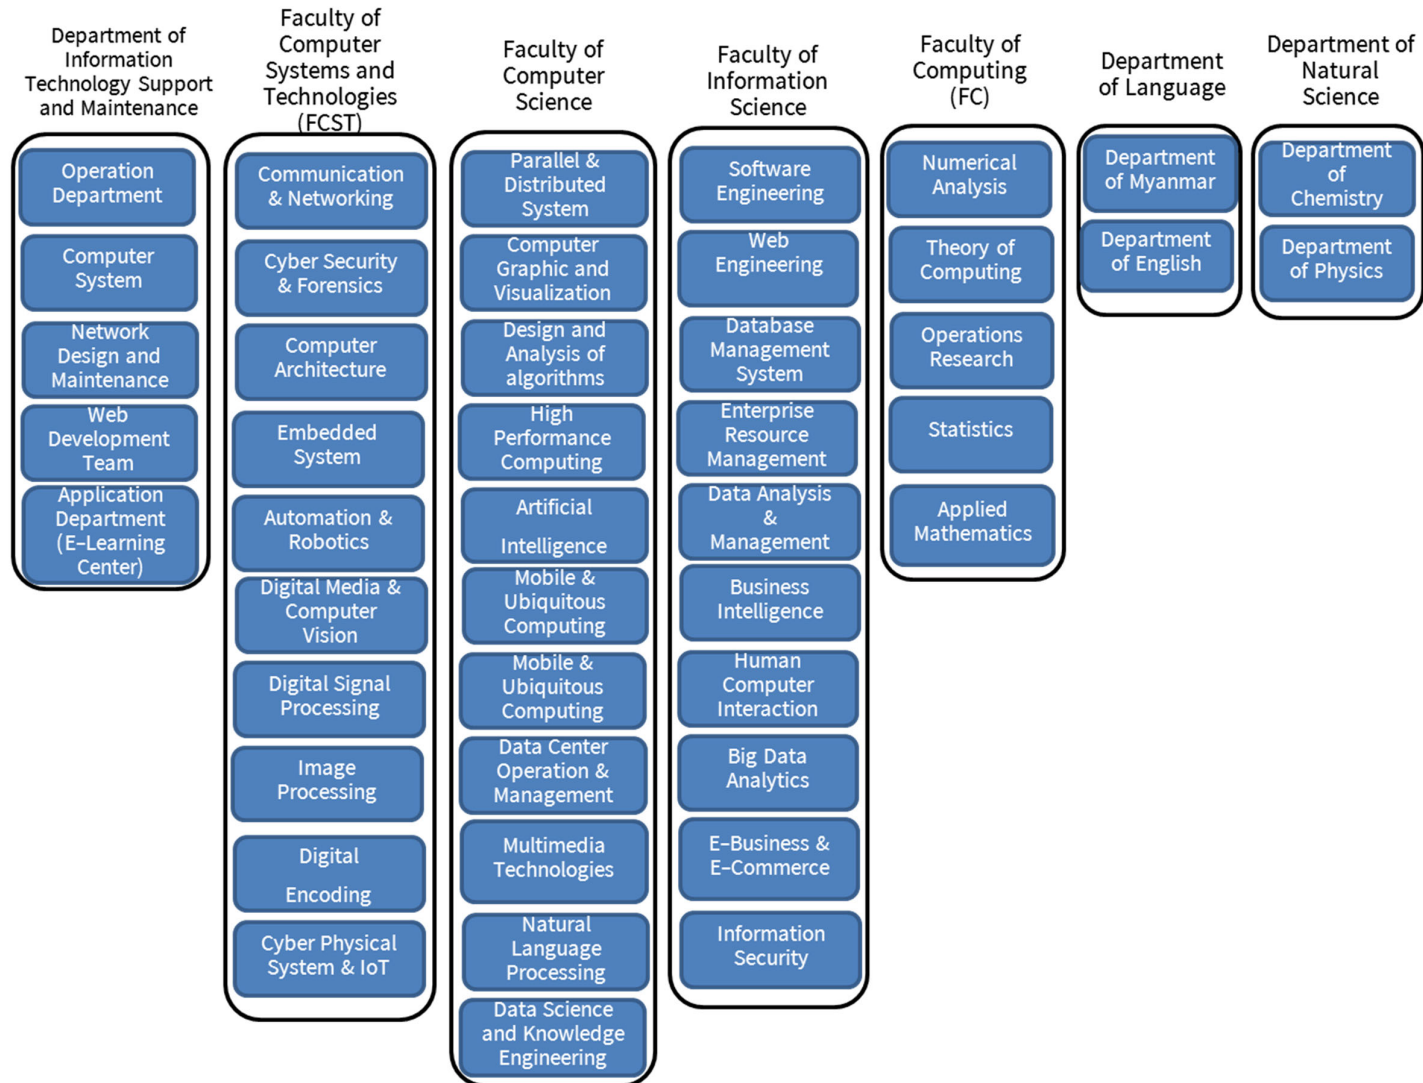 Department of
Information
Technology Support
and Maintenance
Operation
Department
Computer
System
Network
Design and
Maintenance
Web
Development
Team
Application
Department
(E-Learning
Center)
Faculty of
Computer
Systems and
Technologies
(FCST)
Communication
& Networking
Cyber Security
& Forensics
Computer
Architecture
Embedded
System
Automation &
Robotics
Digital Media &
Computer
Vision
Digital Signal
Processing
Image
Processing
Digital
Encoding
Cyber Physical
System & IoT
Faculty of
Computer
Science
Parallel &
Distributed
System
Computer
Graphic and
Visualization
Design and
Analysis of
algorithms
High
Performance
Computing
Artificial
Intelligence
Mobile &
Ubiquitous
Computing
Mobile &
Ubiquitous
Computing
Data Center
Operation &
Management
Multimedia
Technologies
Natural
Language
Processing
Data Science
and Knowledge
Engineering
Faculty of
Information
Science
Software
Engineering
Web
Engineering
Database
Management
System
Enterprise
Resource
Management
Data Analysis
&
Management
Business
Intelligence
Human
Computer
Interaction
Big Data
Analytics
E-Business &
E-Commerce
Information
Security
Faculty of
Computing
(FC)
Numerical
Analysis
Theory of
Computing
Operations
Research
Statistics
Applied
Mathematics
Department
of Language
Department
of Myanmar
Department
of English
Department of
Natural
Science
Department
of
Chemistry
Department
of Physics